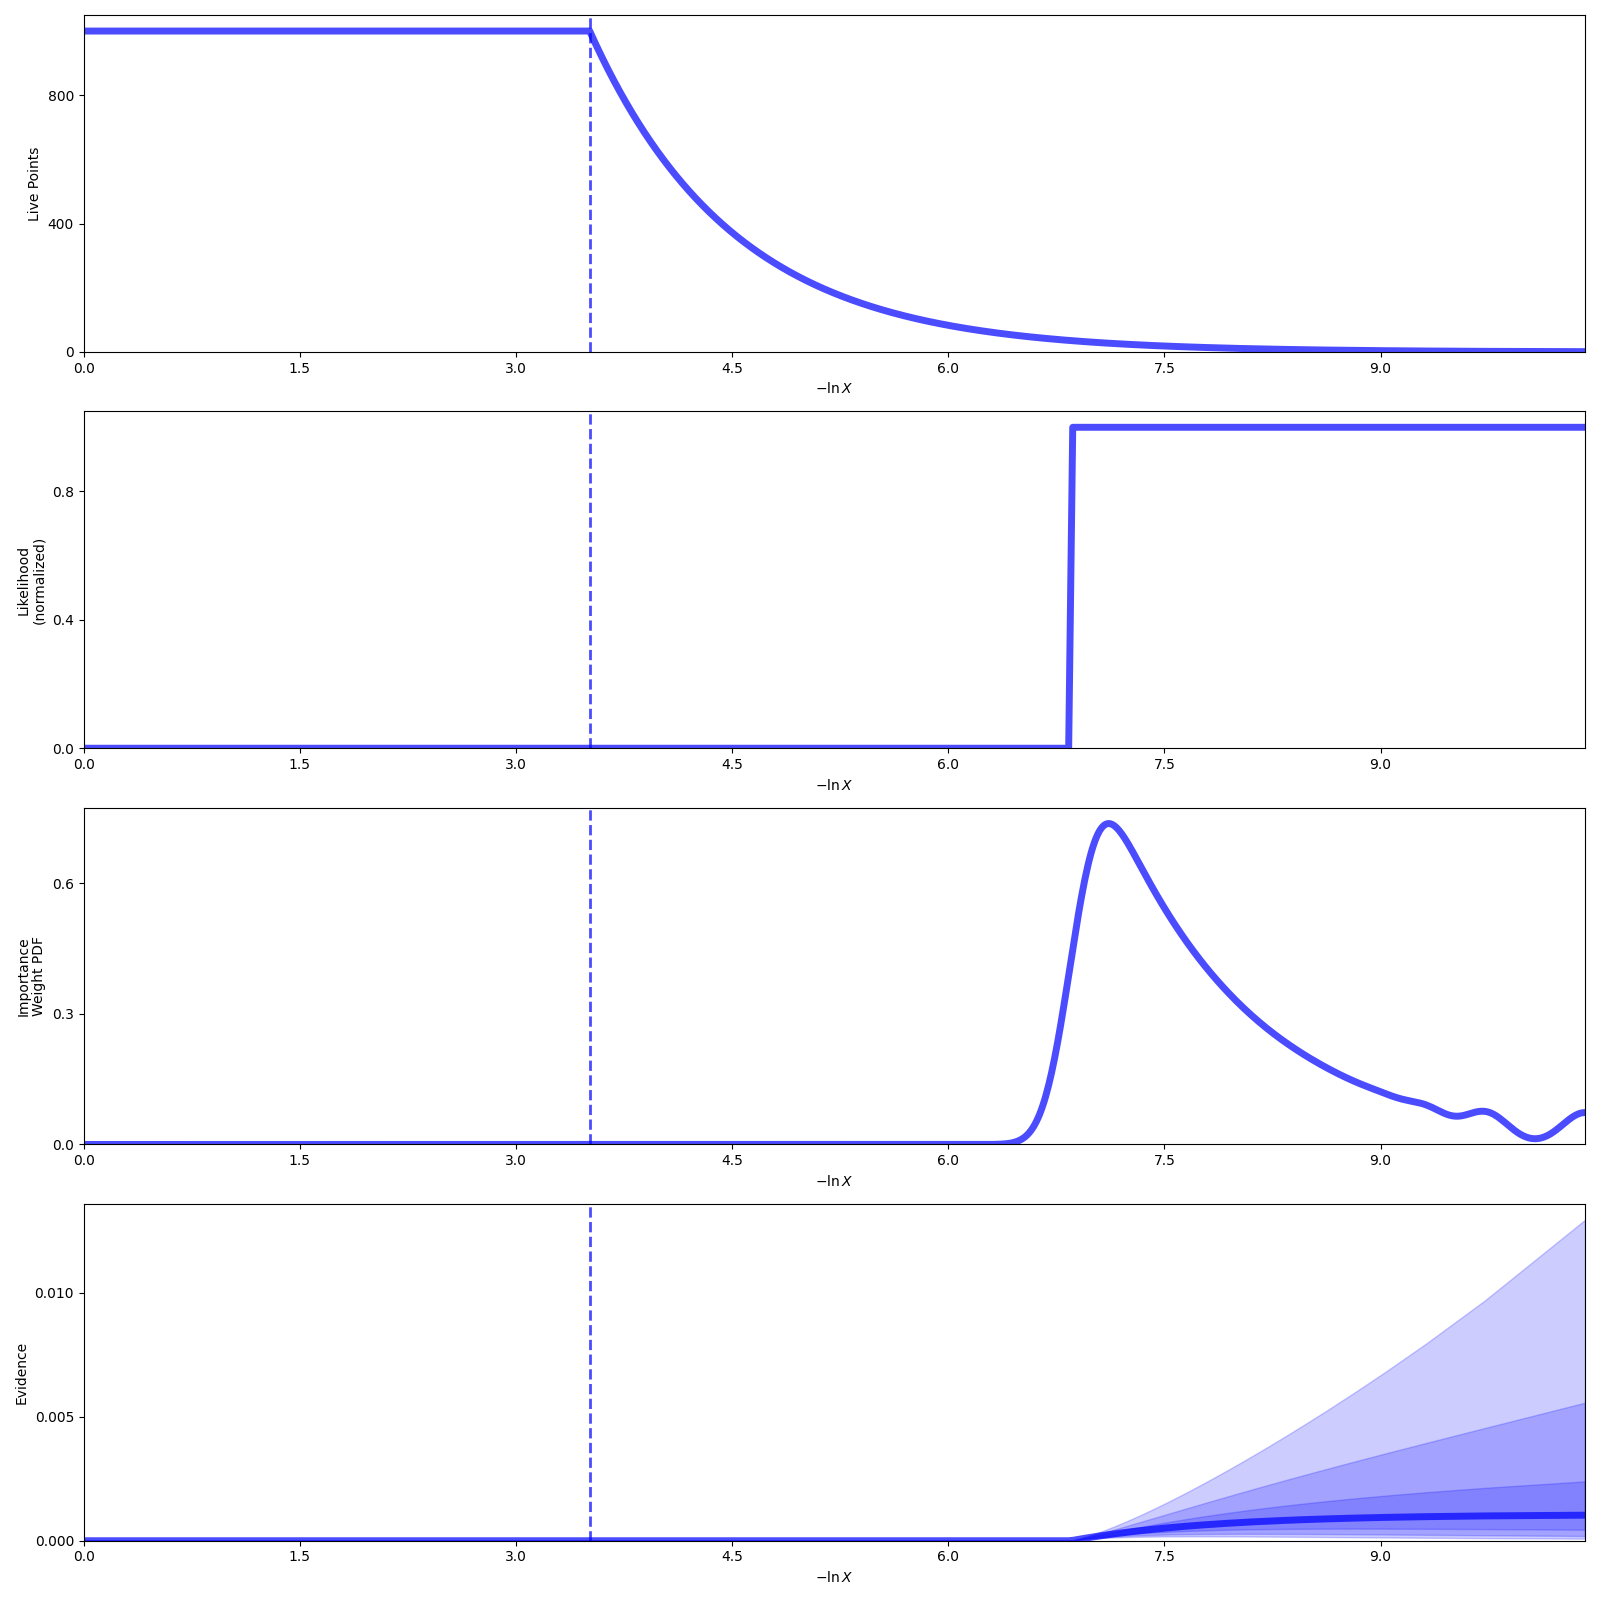 800
400
0
Live Points
0.0 1.5 3.0 4.5 6.0 7.5 9.0
−ln X
0.8
0.4
0.0
Likelihood
(normalized)
0.0 1.5 3.0 4.5 6.0 7.5 9.0
−ln X
0.6
0.3
0.0
Importance
Weight PDF
0.0 1.5 3.0 4.5 6.0 7.5 9.0
−ln X
0.010
0.005
0.000
Evidence
0.0 1.5 3.0 4.5 6.0 7.5 9.0
−ln X